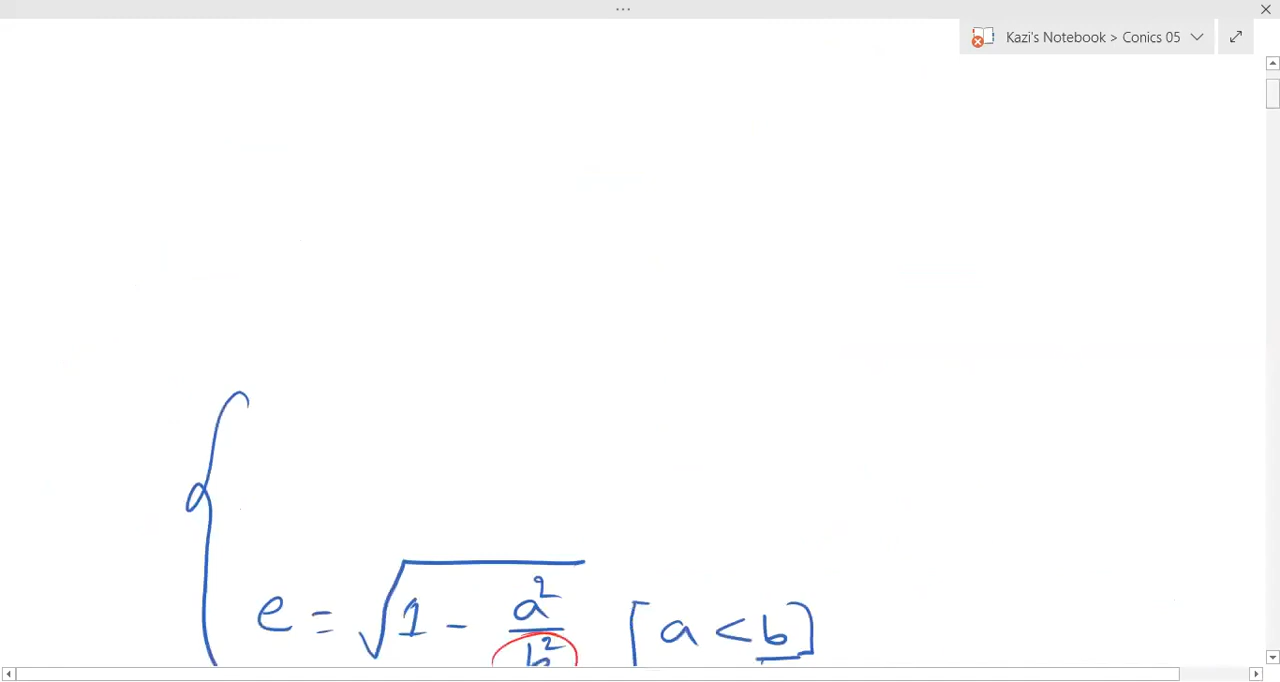 ...
Kazi's Notebook > Conics 05
e = √(1 - a²/b²) [a < b]